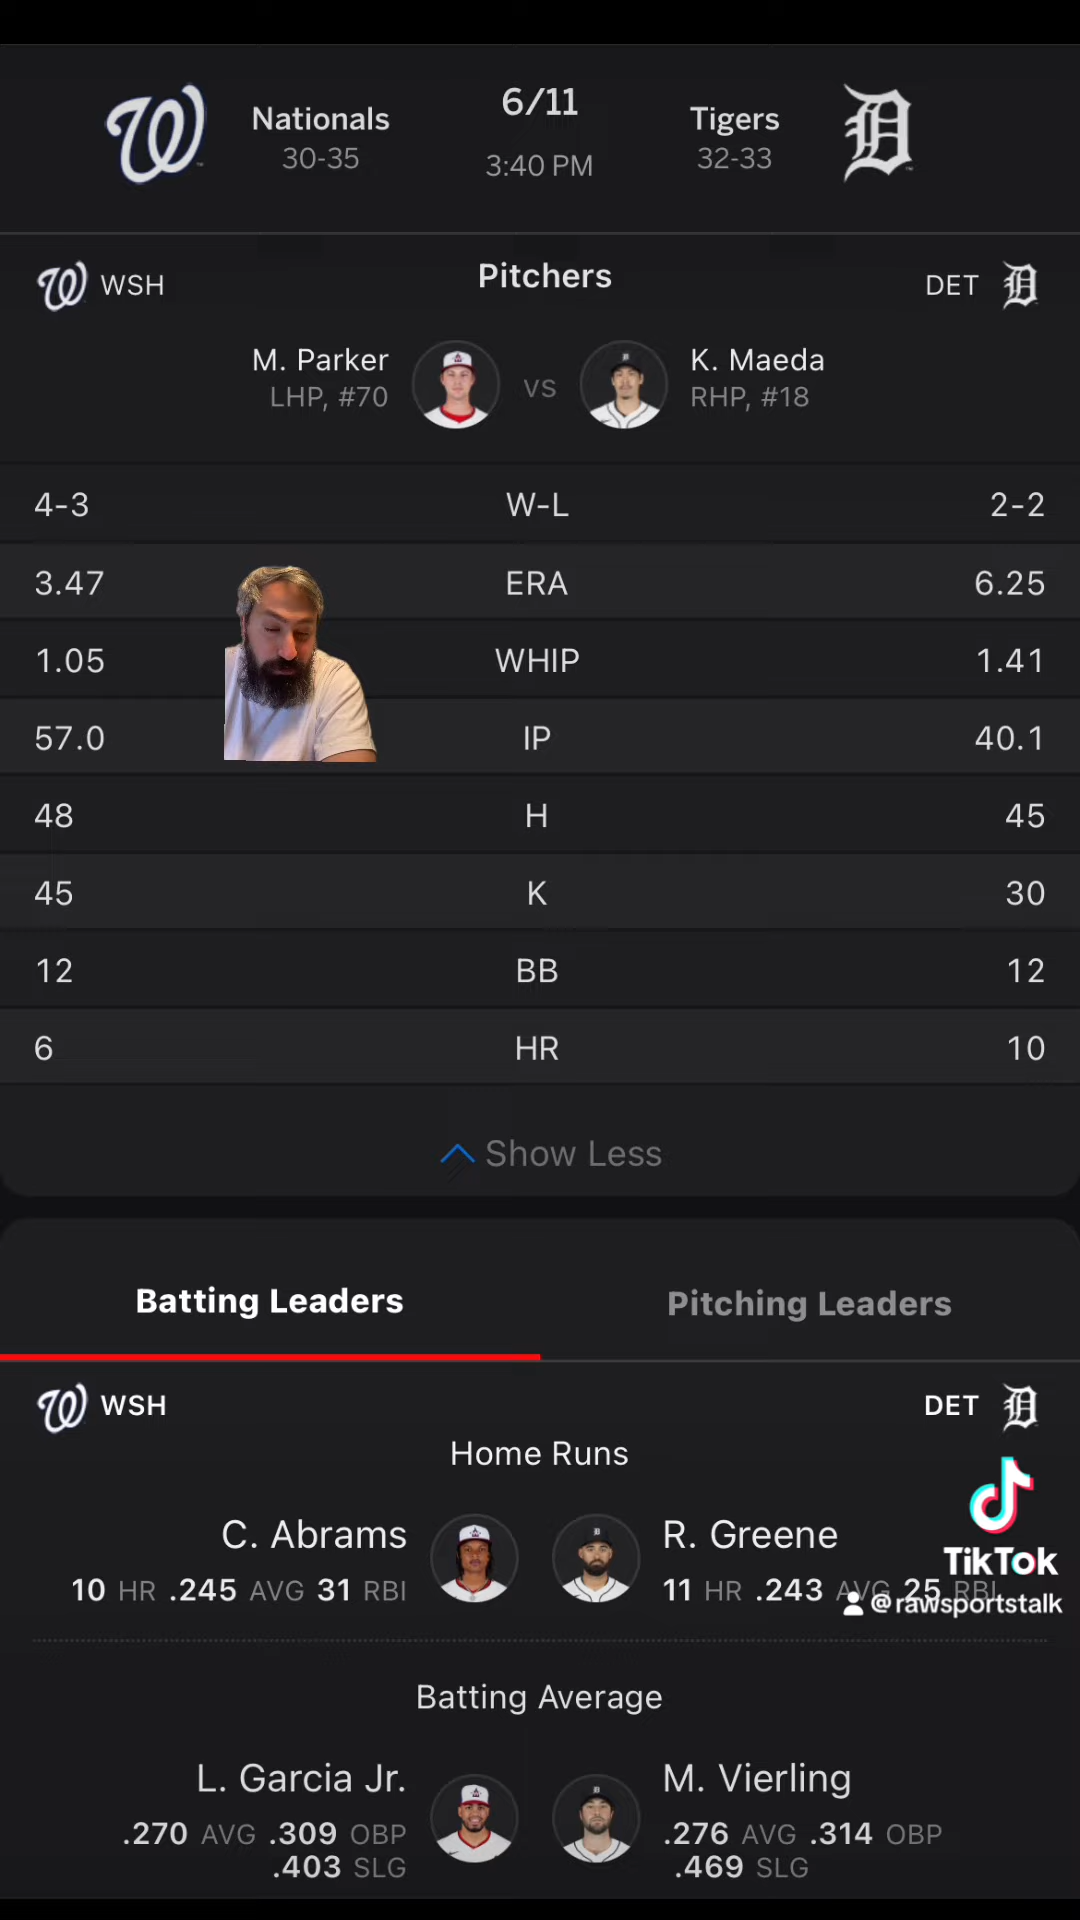 Nationals
30-35
6/11
3:40 PM
Tigers
32-33
WSH
Pitchers
DET
M. Parker
LHP, #70
vs
K. Maeda
RHP, #18
4-3 W-L 2-2
3.47 ERA 6.25
1.05 WHIP 1.41
57.0 IP 40.1
48 H 45
45 K 30
12 BB 12
6 HR 10
Show Less
Batting Leaders
Pitching Leaders
WSH
DET
Home Runs
C. Abrams
10 HR .245 AVG 31 RBI
R. Greene
11 HR .243 AVG 25 RBI
TikTok
@rawsportstalk
Batting Average
L. Garcia Jr.
.270 AVG .309 OBP
.403 SLG
M. Vierling
.276 AVG .314 OBP
.469 SLG